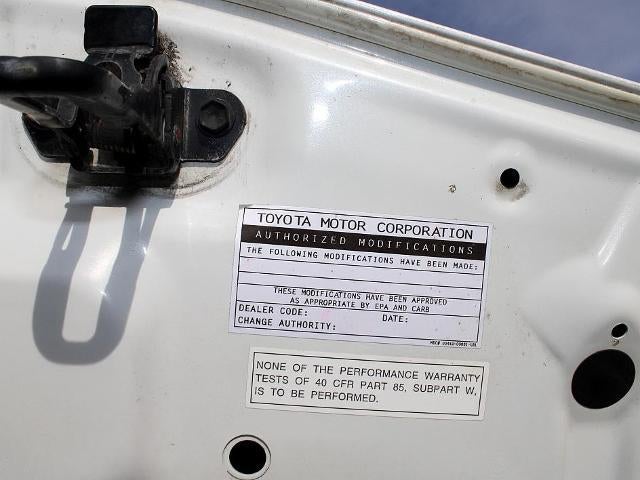 TOYOTA MOTOR CORPORATION
AUTHORIZED MODIFICATIONS
THE FOLLOWING MODIFICATIONS HAVE BEEN MADE:
THESE MODIFICATIONS HAVE BEEN APPROVED
AS APPROPRIATE BY EPA AND CARB
DEALER CODE: DATE:
CHANGE AUTHORITY:
NONE OF THE PERFORMANCE WARRANTY
TESTS OF 40 CFR PART 85, SUBPART W,
IS TO BE PERFORMED.